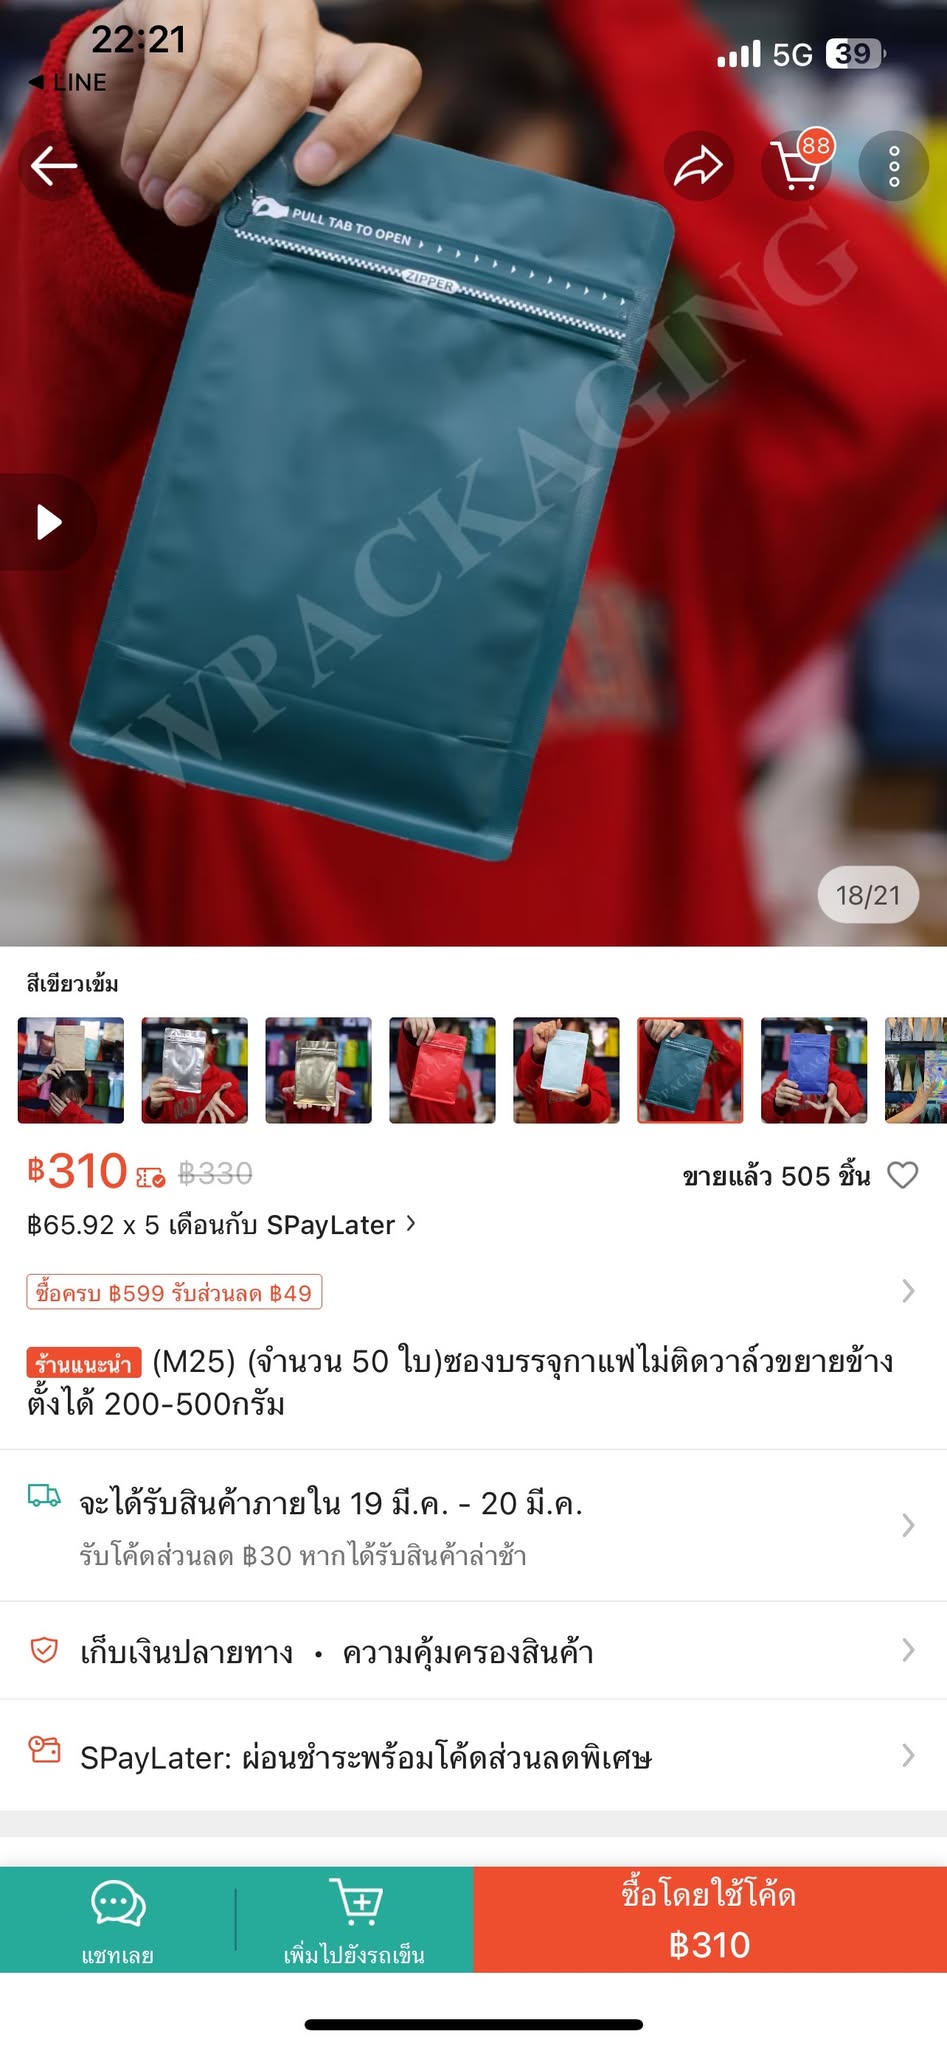 22:21
5G
39
◀ LINE
88
PULL TAB TO OPEN
ZIPPER
WPACKAGING
18/21
สีเขียวเข้ม
฿310 ฿330
ขายแล้ว 505 ชิ้น
฿65.92 x 5 เดือนกับ SPayLater >
ซื้อครบ ฿599 รับส่วนลด ฿49
ร้านแนะนำ (M25) (จำนวน 50 ใบ)ซองบรรจุกาแฟไม่ติดวาล์วขยายข้าง
ตั้งได้ 200-500กรัม
จะได้รับสินค้าภายใน 19 มี.ค. - 20 มี.ค.
รับโค้ดส่วนลด ฿30 หากได้รับสินค้าล่าช้า
เก็บเงินปลายทาง • ความคุ้มครองสินค้า
SPayLater: ผ่อนชำระพร้อมโค้ดส่วนลดพิเศษ
แชทเลย
เพิ่มไปยังรถเข็น
ซื้อโดยใช้โค้ด
฿310